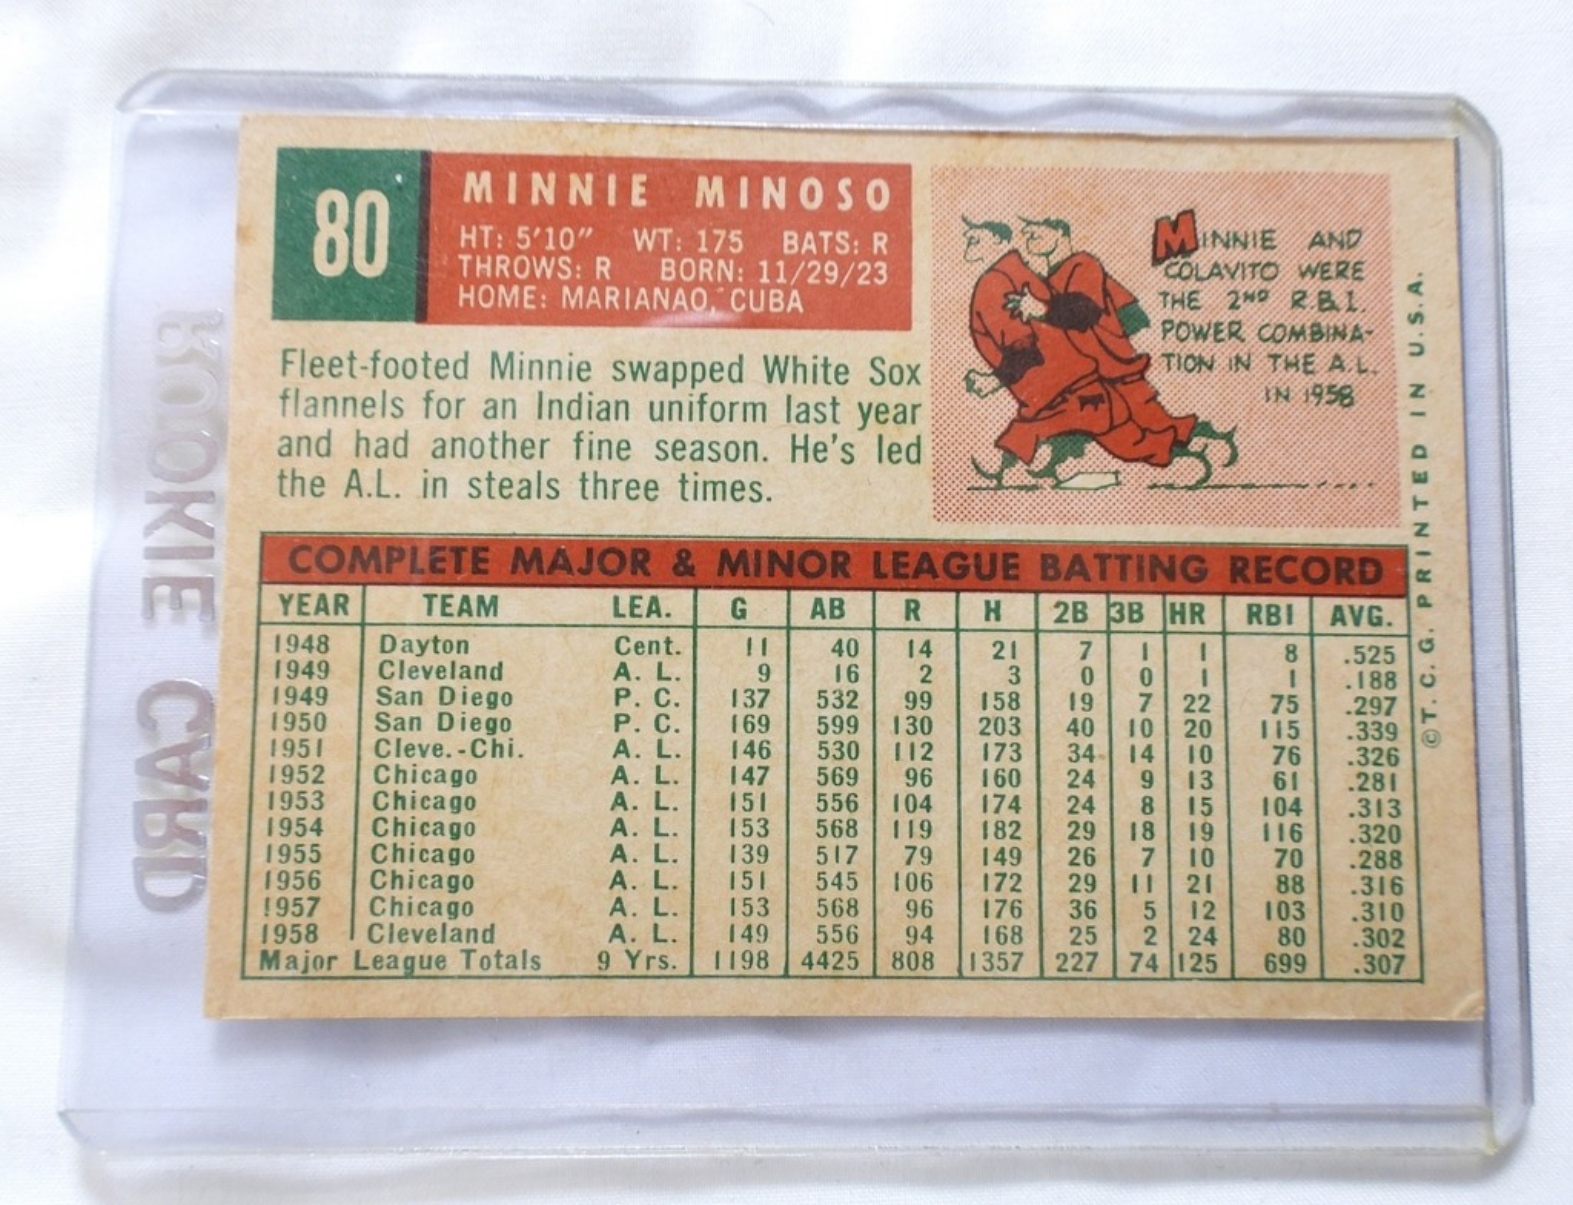 80
MINNIE MINOSO
HT: 5'10" WT: 175 BATS: R
THROWS: R BORN: 11/29/23
HOME: MARIANAO, CUBA
Fleet-footed Minnie swapped White Sox
flannels for an Indian uniform last year
and had another fine season. He's led
the A.L. in steals three times.
MINNIE AND
COLAVITO WERE
THE 2ND R.B.I.
POWER COMBINA-
TION IN THE A.L.
IN 1958
COMPLETE MAJOR & MINOR LEAGUE BATTING RECORD
YEAR TEAM LEA. G AB R H 2B 3B HR RBI AVG.
1948 Dayton Cent. 11 40 14 21 7 1 1 8 .525
1949 Cleveland A. L. 9 16 2 3 0 0 1 1 .188
1949 San Diego P. C. 137 532 99 158 19 7 22 75 .297
1950 San Diego P. C. 169 599 130 203 40 10 20 115 .339
1951 Cleve.-Chi. A. L. 146 530 112 173 34 14 10 76 .326
1952 Chicago A. L. 147 569 96 160 24 9 13 61 .281
1953 Chicago A. L. 151 556 104 174 24 8 15 104 .313
1954 Chicago A. L. 153 568 119 182 29 18 19 116 .320
1955 Chicago A. L. 139 517 79 149 26 7 10 70 .288
1956 Chicago A. L. 151 545 106 172 29 11 21 88 .316
1957 Chicago A. L. 153 568 96 176 36 5 12 103 .310
1958 Cleveland A. L. 149 556 94 168 25 2 24 80 .302
Major League Totals 9 Yrs. 1198 4425 808 1357 227 74 125 699 .307
© T. C. G. PRINTED IN U.S.A.
ROOKIE CARD